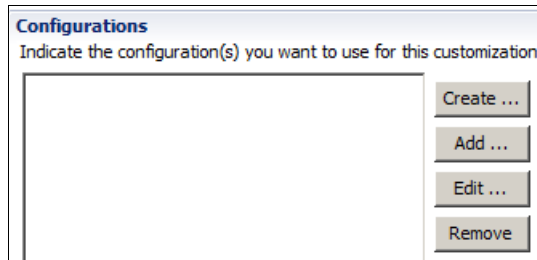 Configurations
Indicate the configuration(s) you want to use for this customization
Create ...
Add ...
Edit ...
Remove